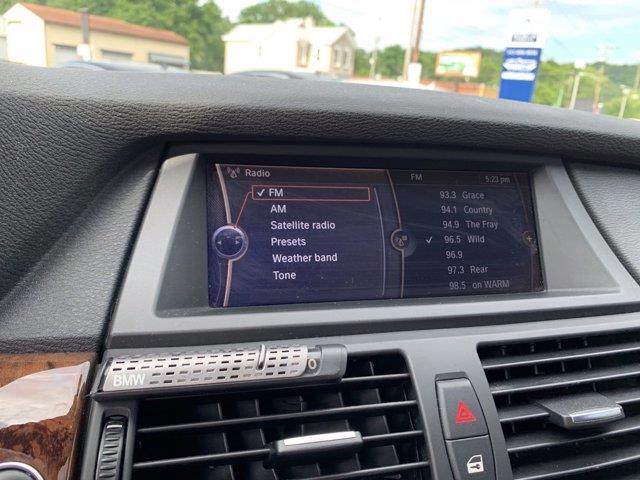 Radio
FM
5:23 pm
✓ FM
AM
Satellite radio
Presets
Weather band
Tone
93.3 Grace
94.1 Country
94.9 The Fray
✓ 96.5 Wild
96.9
97.3 Rear
98.5 on WARM
BMW